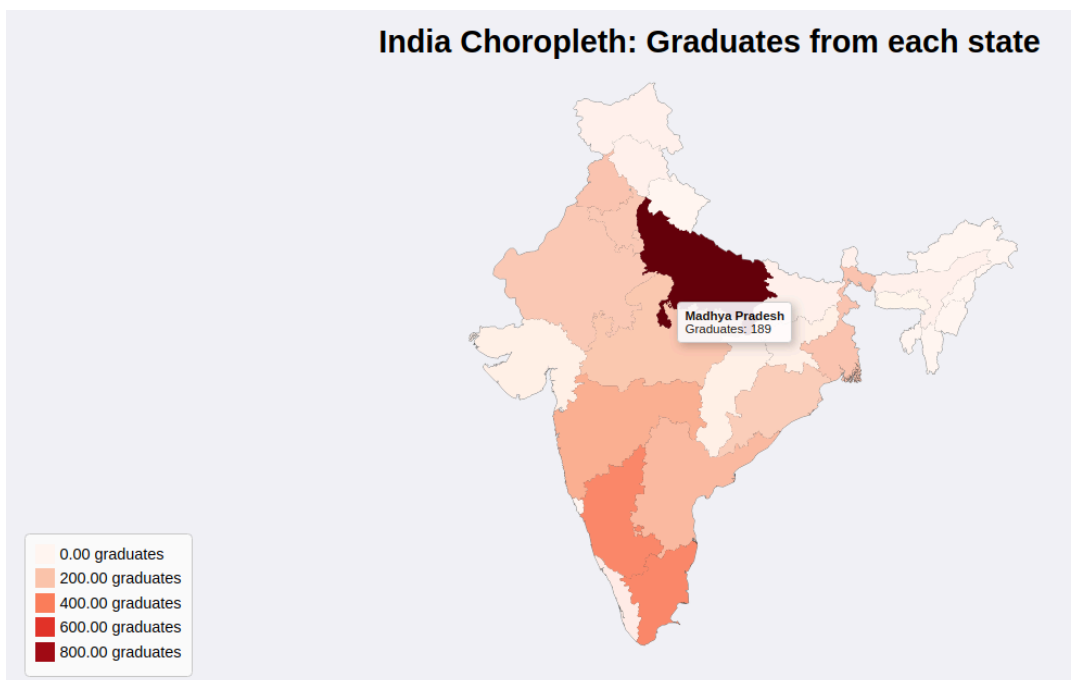 India Choropleth: Graduates from each state
Madhya Pradesh
Graduates: 189
0.00 graduates
200.00 graduates
400.00 graduates
600.00 graduates
800.00 graduates